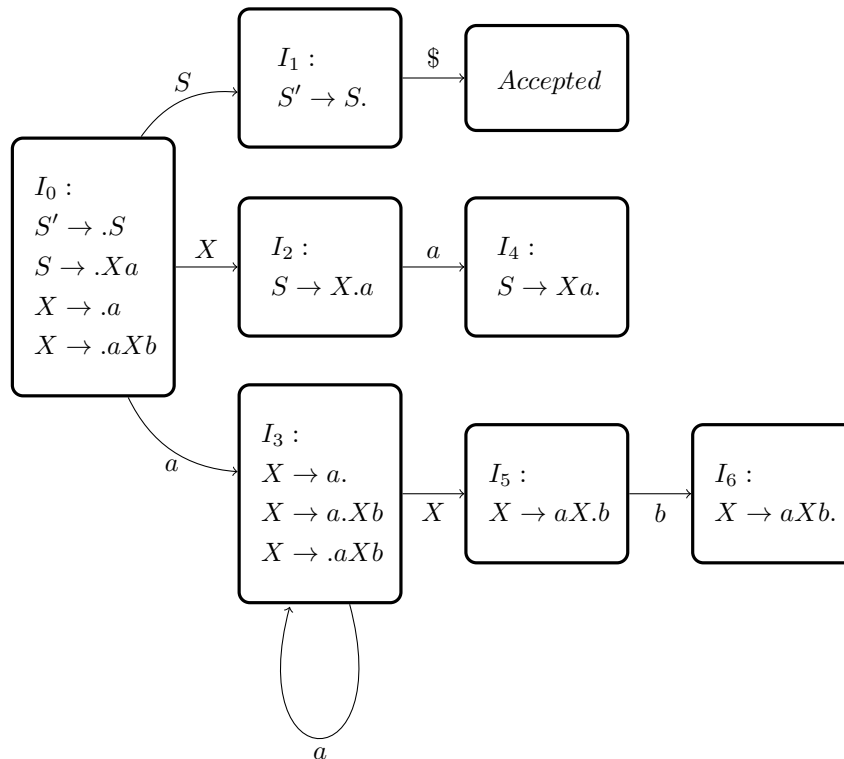 I₁ :
S' → S.
$
Accepted
S
I₀ :
S' → .S
S → .Xa
X → .a
X → .aXb
X
I₂ :
S → X.a
a
I₄ :
S → Xa.
a
I₃ :
X → a.
X → a.Xb
X → .aXb
X
I₅ :
X → aX.b
b
I₆ :
X → aXb.
a